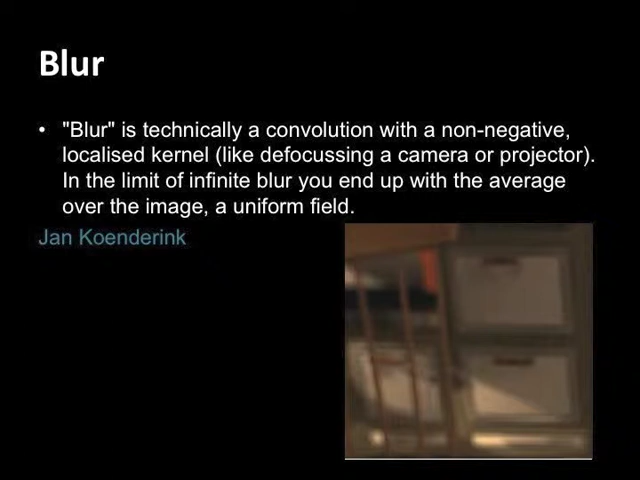 Blur
• "Blur" is technically a convolution with a non-negative,
localised kernel (like defocussing a camera or projector).
In the limit of infinite blur you end up with the average
over the image, a uniform field.
Jan Koenderink